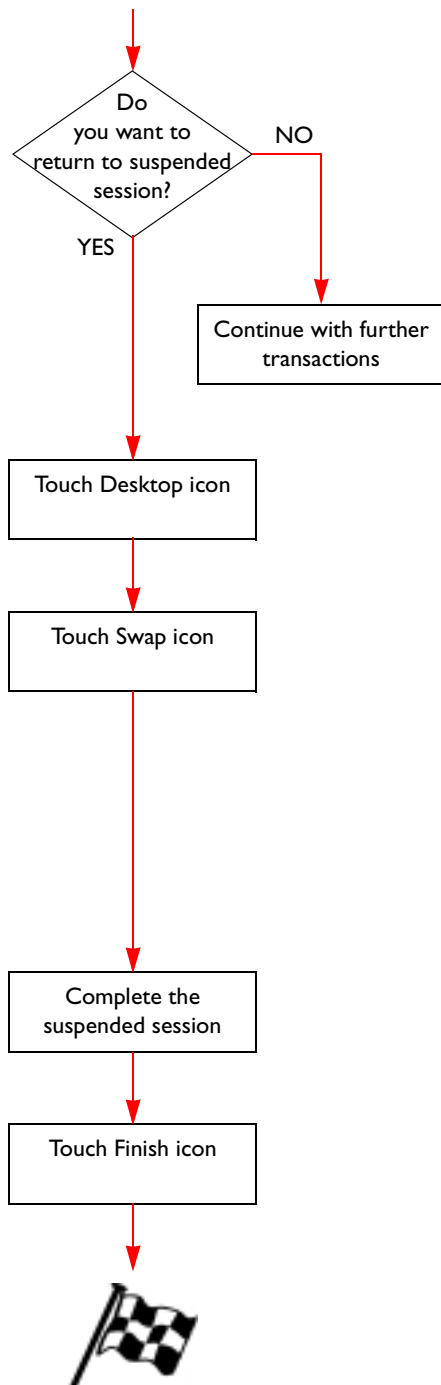 Do
you want to
return to suspended
session?
NO
YES
Continue with further
transactions
Touch Desktop icon
Touch Swap icon
Complete the
suspended session
Touch Finish icon